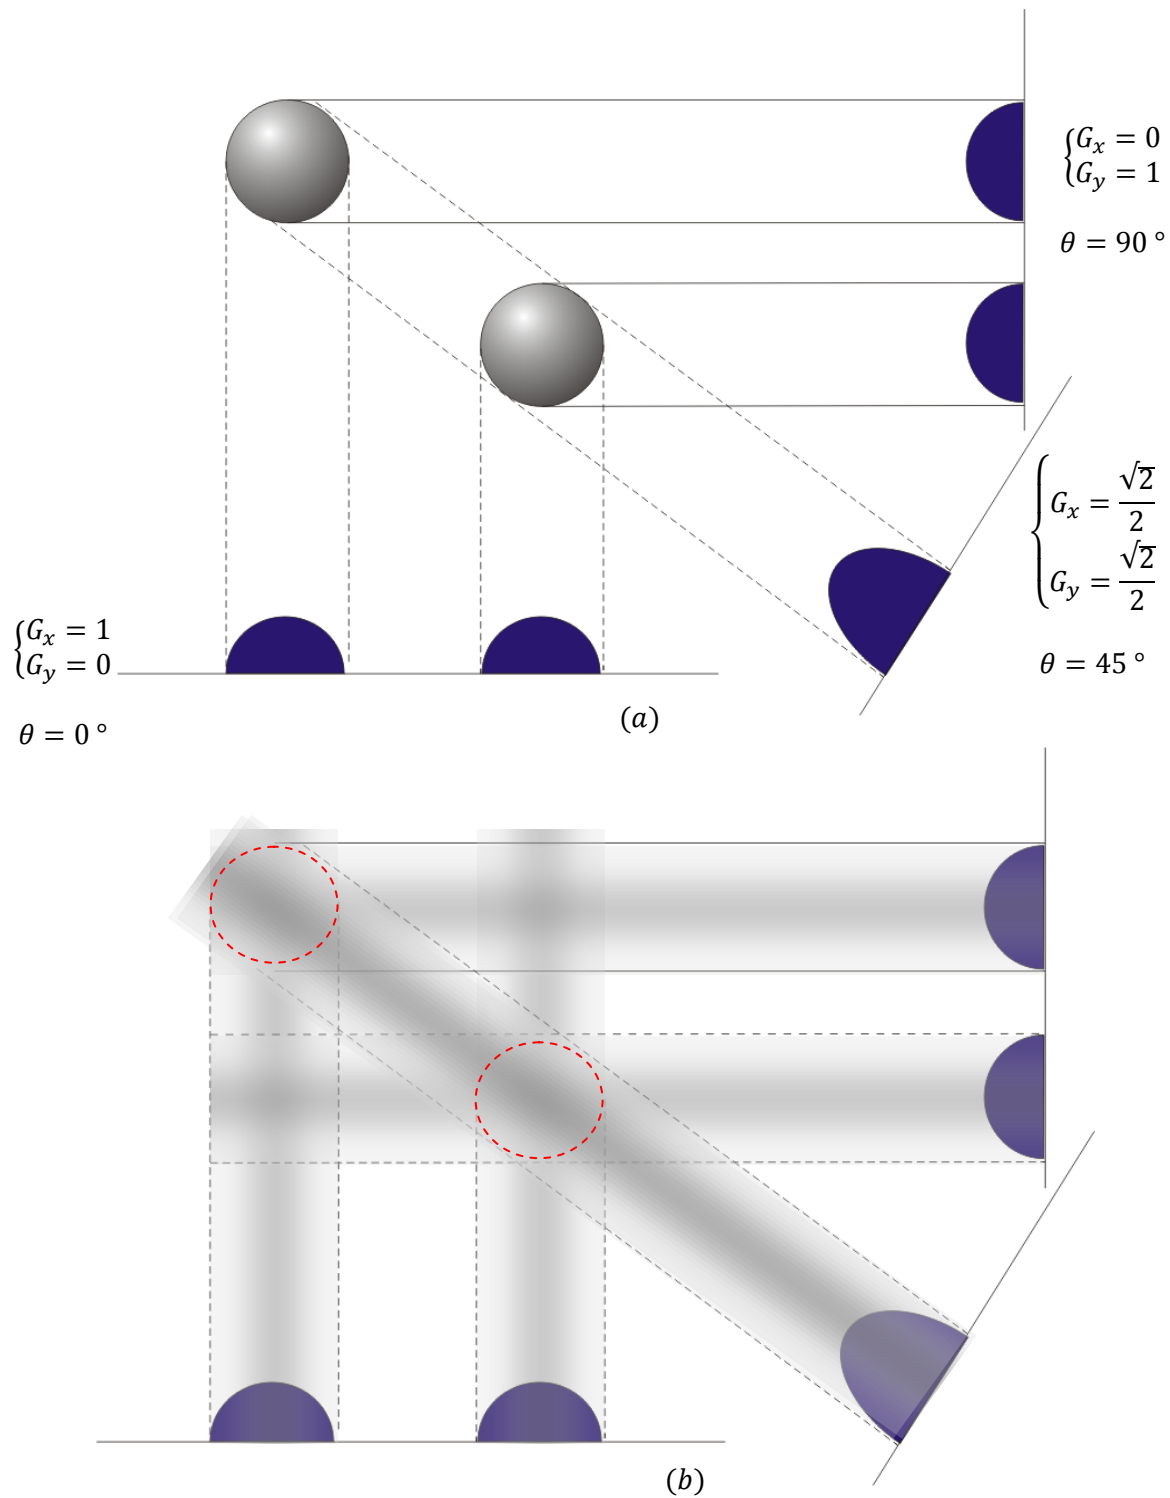 {G_x = 0
G_y = 1
θ = 90 °
{G_x = √2/2
G_y = √2/2
θ = 45 °
{G_x = 1
G_y = 0
θ = 0 °
(a)
(b)